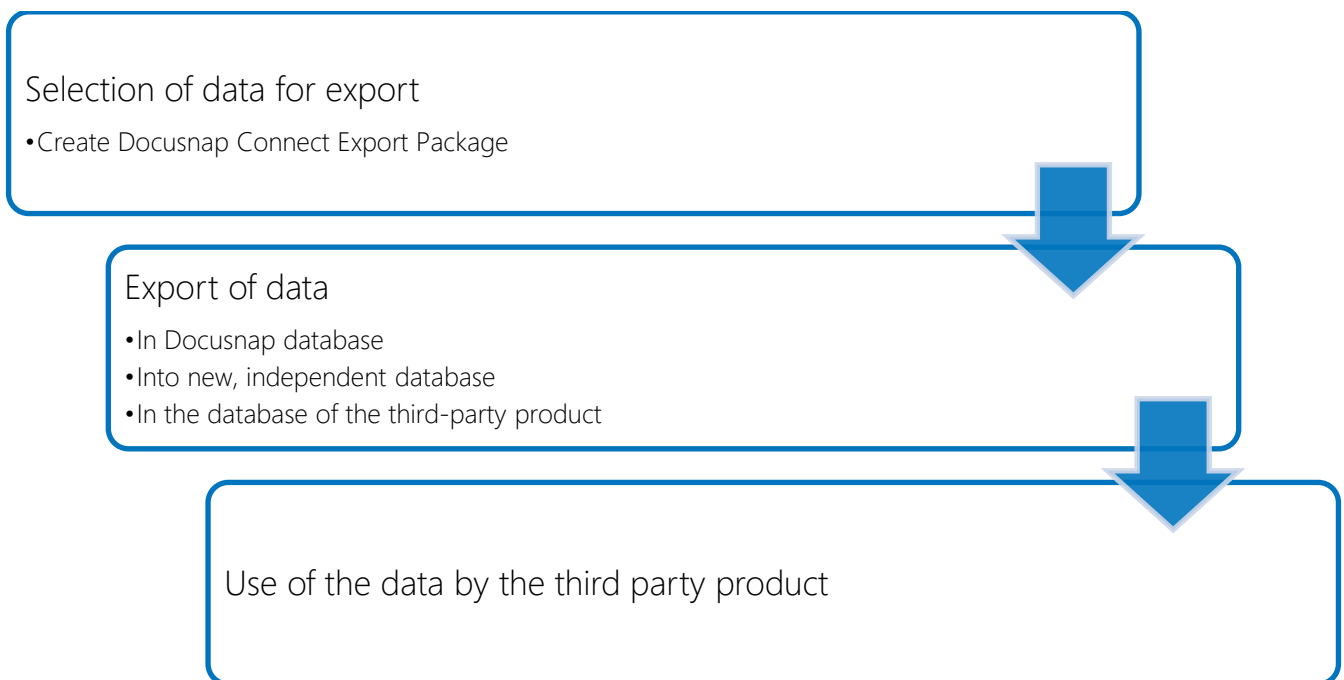 Selection of data for export
•Create Docusnap Connect Export Package
Export of data
•In Docusnap database
•Into new, independent database
•In the database of the third-party product
Use of the data by the third party product